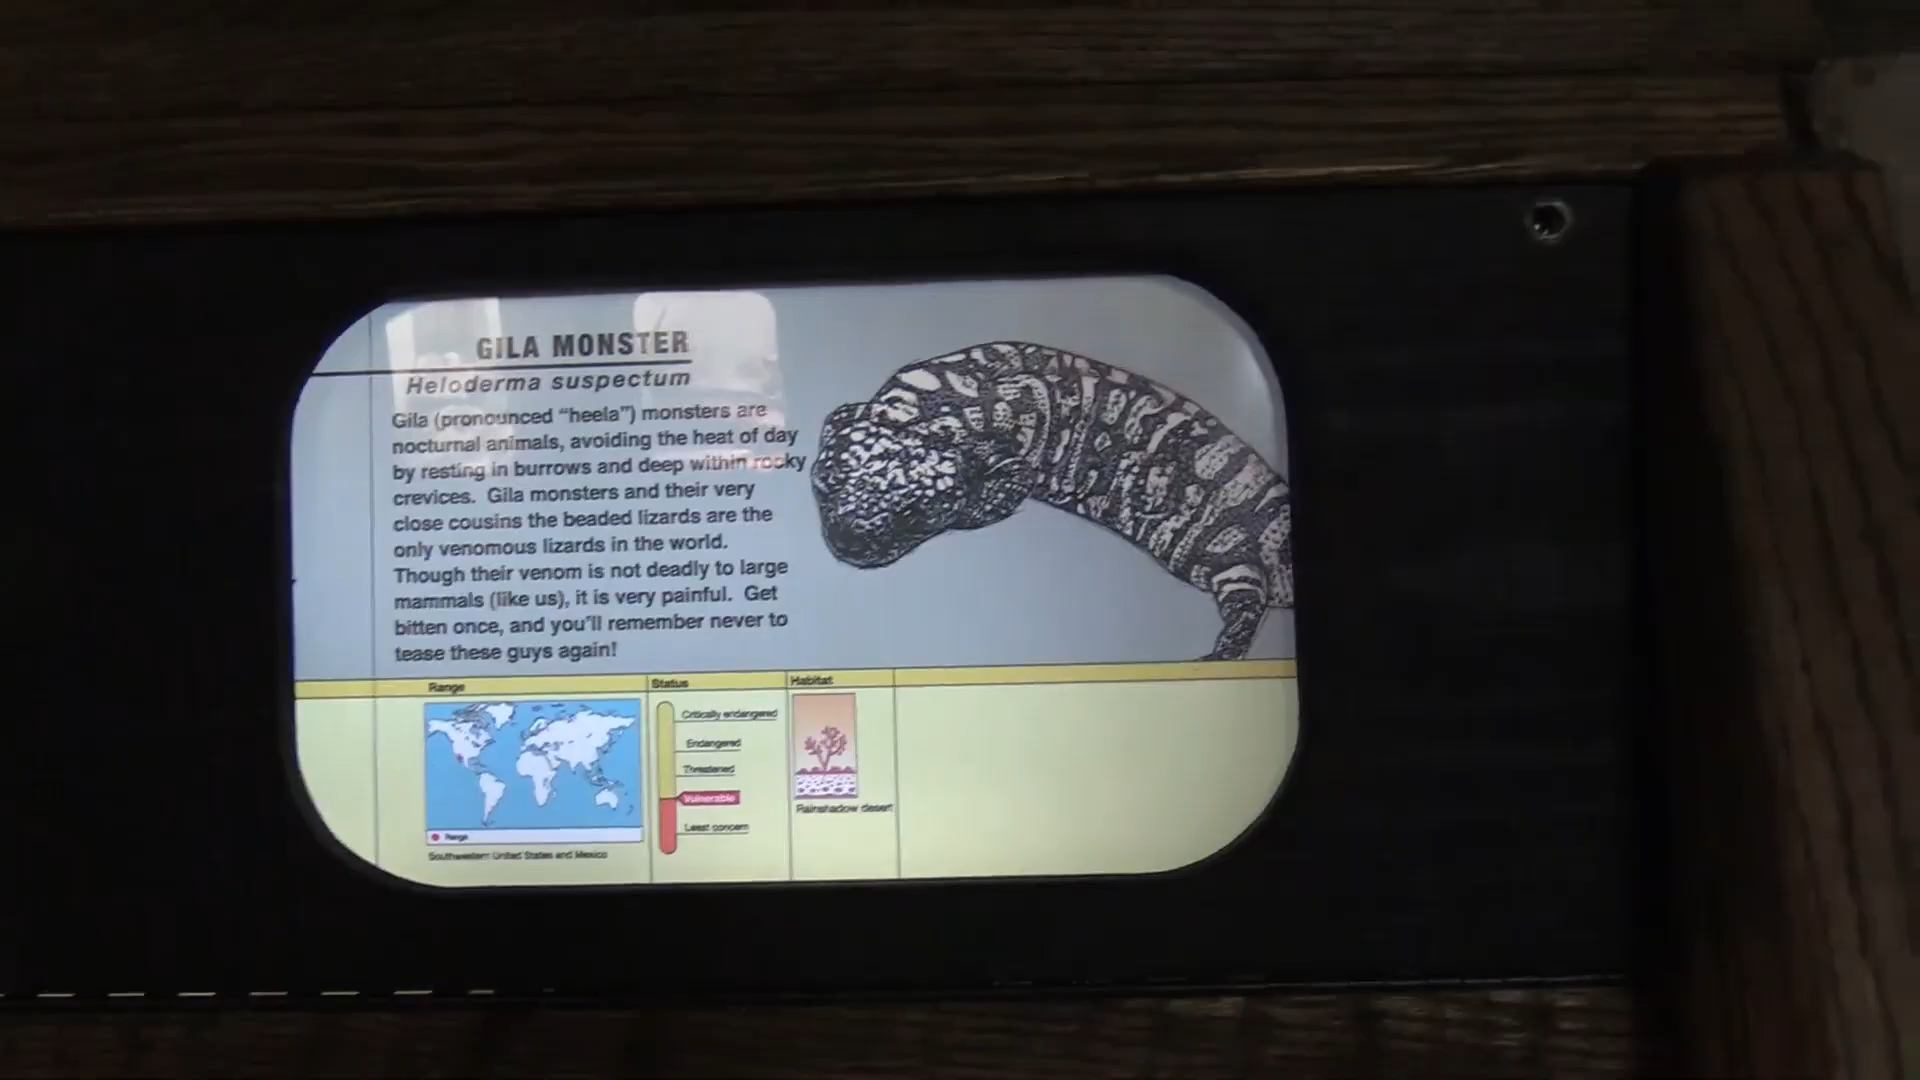 GILA MONSTER
Heloderma suspectum
Gila (pronounced “heela”) monsters are
nocturnal animals, avoiding the heat of day
by resting in burrows and deep within rocky
crevices. Gila monsters and their very
close cousins the beaded lizards are the
only venomous lizards in the world.
Though their venom is not deadly to large
mammals (like us), it is very painful. Get
bitten once, and you’ll remember never to
tease these guys again!
Range
Status
Habitat
Critically endangered
Endangered
Threatened
Vulnerable
Least concern
Range
Southwestern United States and Mexico
Rainshadow desert